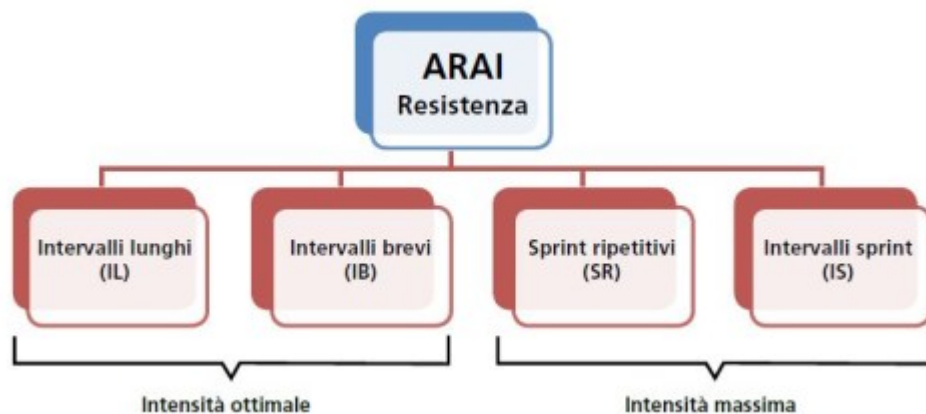 ARAI
Resistenza
Intervalli lunghi
(IL)
Intervalli brevi
(IB)
Sprint ripetitivi
(SR)
Intervalli sprint
(IS)
Intensità ottimale
Intensità massima